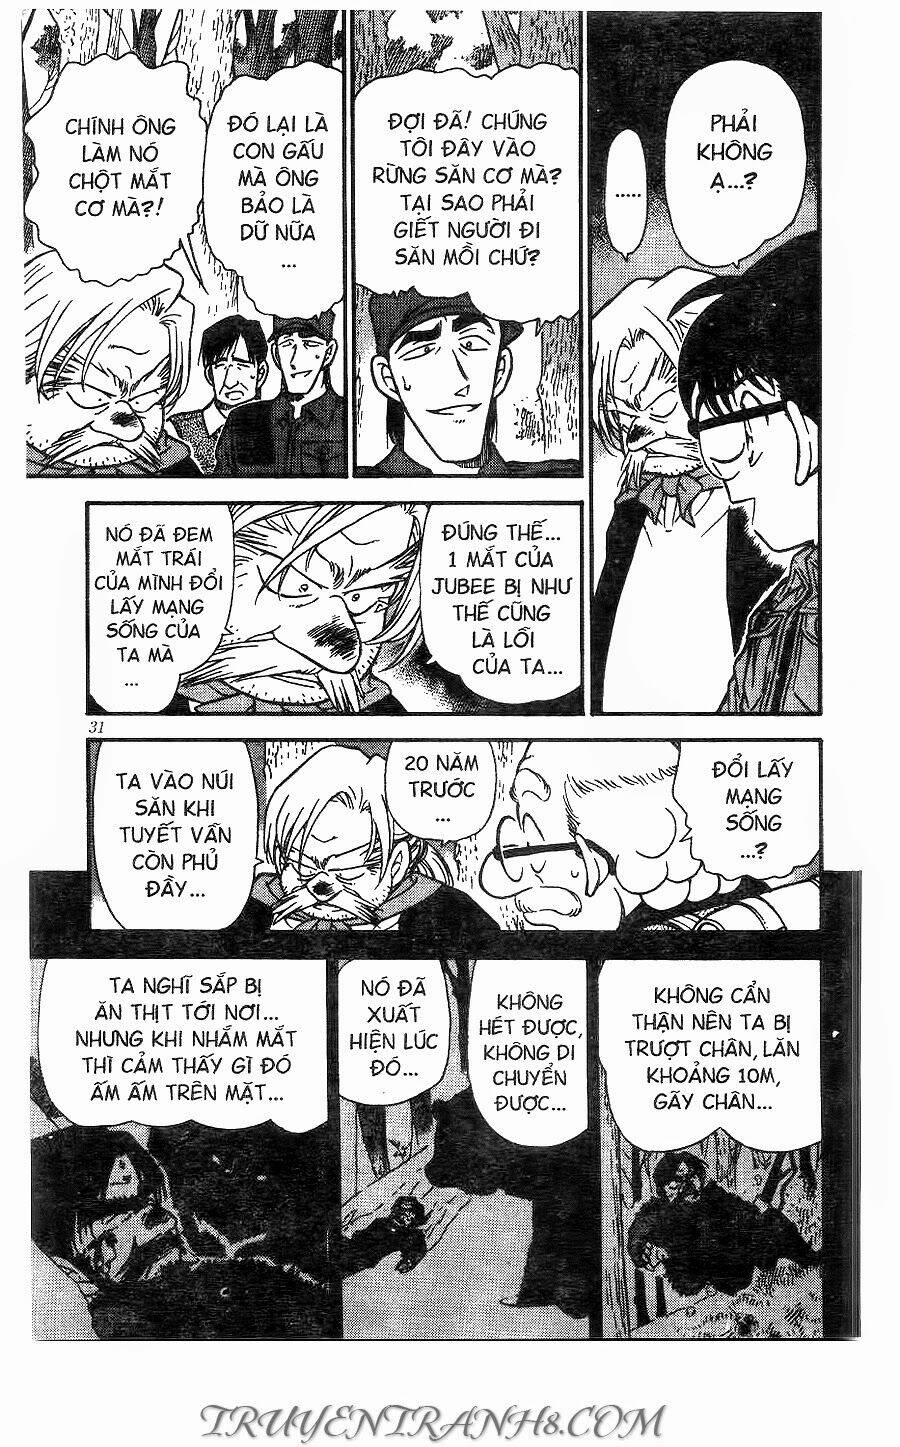 PHẢI
KHÔNG
Ạ...?
......
ĐỢI ĐÃ! CHÚNG
TÔI ĐÂY VÀO
RỪNG SĂN CƠ MÀ?
TẠI SAO PHẢI
GIẾT NGƯỜI ĐI
SĂN MỒI CHỨ?
ĐÓ LẠI LÀ
CON GẤU
MÀ ÔNG
BẢO LÀ
DỮ NỮA
...
CHÍNH ÔNG
LÀM NÓ
CHỘT MẮT
CƠ MÀ?!
ĐÚNG THẾ...
1 MẮT CỦA
JUBEE BỊ NHƯ
THẾ CŨNG
LÀ LỖI
CỦA TA...
NÓ ĐÃ ĐEM
MẮT TRÁI
CỦA MÌNH ĐỔI
LẤY MẠNG
SỐNG CỦA
TA MÀ
...
31
ĐỔI LẤY
MẠNG
SỐNG
...?
20 NĂM
TRƯỚC
...
TA VÀO NÚI
SĂN KHI
TUYẾT VẪN
CÒN PHỦ
ĐẦY...
KHÔNG CẨN
THẬN NÊN TA BỊ
TRƯỢT CHÂN, LĂN
KHOẢNG 10M,
GÃY CHÂN...
KHÔNG
HÉT ĐƯỢC,
KHÔNG DI
CHUYỂN
ĐƯỢC...
NÓ ĐÃ
XUẤT
HIỆN LÚC
ĐÓ...
TA NGHĨ SẮP BỊ
ĂN THỊT TỚI NƠI...
NHƯNG KHI NHẮM MẮT
THÌ CẢM THẤY GÌ ĐÓ
ẤM ẤM TRÊN MẶT...
TRUYENTRANH8.COM